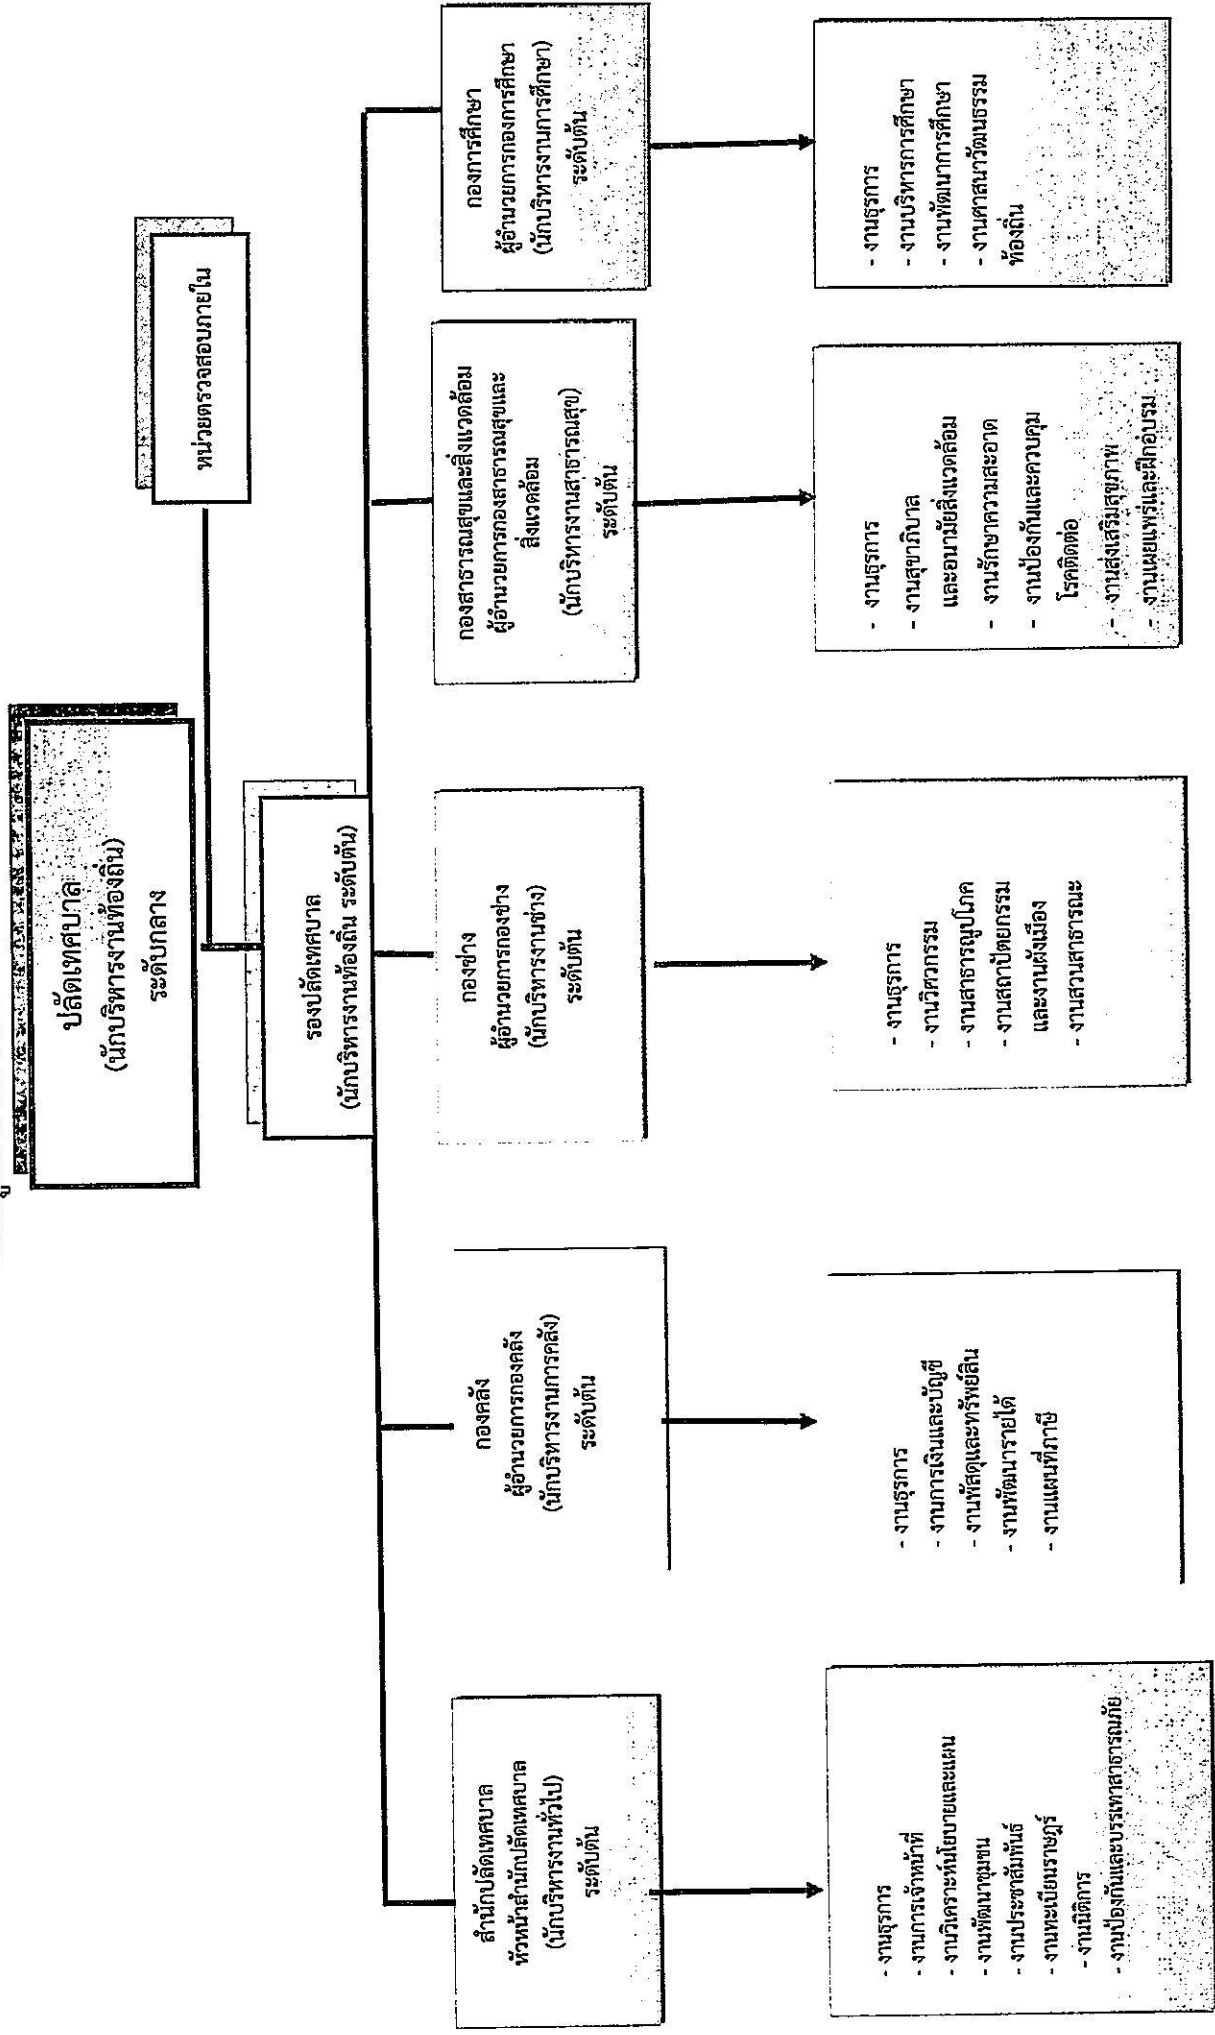 ปลัดเทศบาล
(นักบริหารงานท้องถิ่น)
ระดับกลาง
หน่วยตรวจสอบภายใน
รองปลัดเทศบาล
(นักบริหารงานท้องถิ่น ระดับต้น)
สำนักปลัดเทศบาล
หัวหน้าสำนักปลัดเทศบาล
(นักบริหารงานทั่วไป)
ระดับต้น
กองคลัง
ผู้อำนวยการกองคลัง
(นักบริหารงานการคลัง)
ระดับต้น
กองช่าง
ผู้อำนวยการกองช่าง
(นักบริหารงานช่าง)
ระดับต้น
กองสาธารณสุขและสิ่งแวดล้อม
ผู้อำนวยการกองสาธารณสุขและ
สิ่งแวดล้อม
(นักบริหารงานสาธารณสุข)
ระดับต้น
กองการศึกษา
ผู้อำนวยการกองการศึกษา
(นักบริหารงานการศึกษา)
ระดับต้น
- งานธุรการ
- งานการเจ้าหน้าที่
- งานวิเคราะห์นโยบายและแผน
- งานพัฒนาชุมชน
- งานประชาสัมพันธ์
- งานทะเบียนราษฎร์
- งานนิติการ
- งานป้องกันและบรรเทาสาธารณภัย
- งานธุรการ
- งานการเงินและบัญชี
- งานพัสดุและทรัพย์สิน
- งานพัฒนารายได้
- งานแผนที่ภาษี
- งานธุรการ
- งานวิศวกรรม
- งานสาธารณูปโภค
- งานสถาปัตยกรรม
และงานผังเมือง
- งานสวนสาธารณะ
- งานธุรการ
- งานสุขาภิบาล
และอนามัยสิ่งแวดล้อม
- งานรักษาความสะอาด
- งานป้องกันและควบคุม
โรคติดต่อ
- งานส่งเสริมสุขภาพ
- งานเผยแพร่และฝึกอบรม
- งานธุรการ
- งานบริหารการศึกษา
- งานพัฒนาการศึกษา
- งานศาสนาวัฒนธรรม
ท้องถิ่น